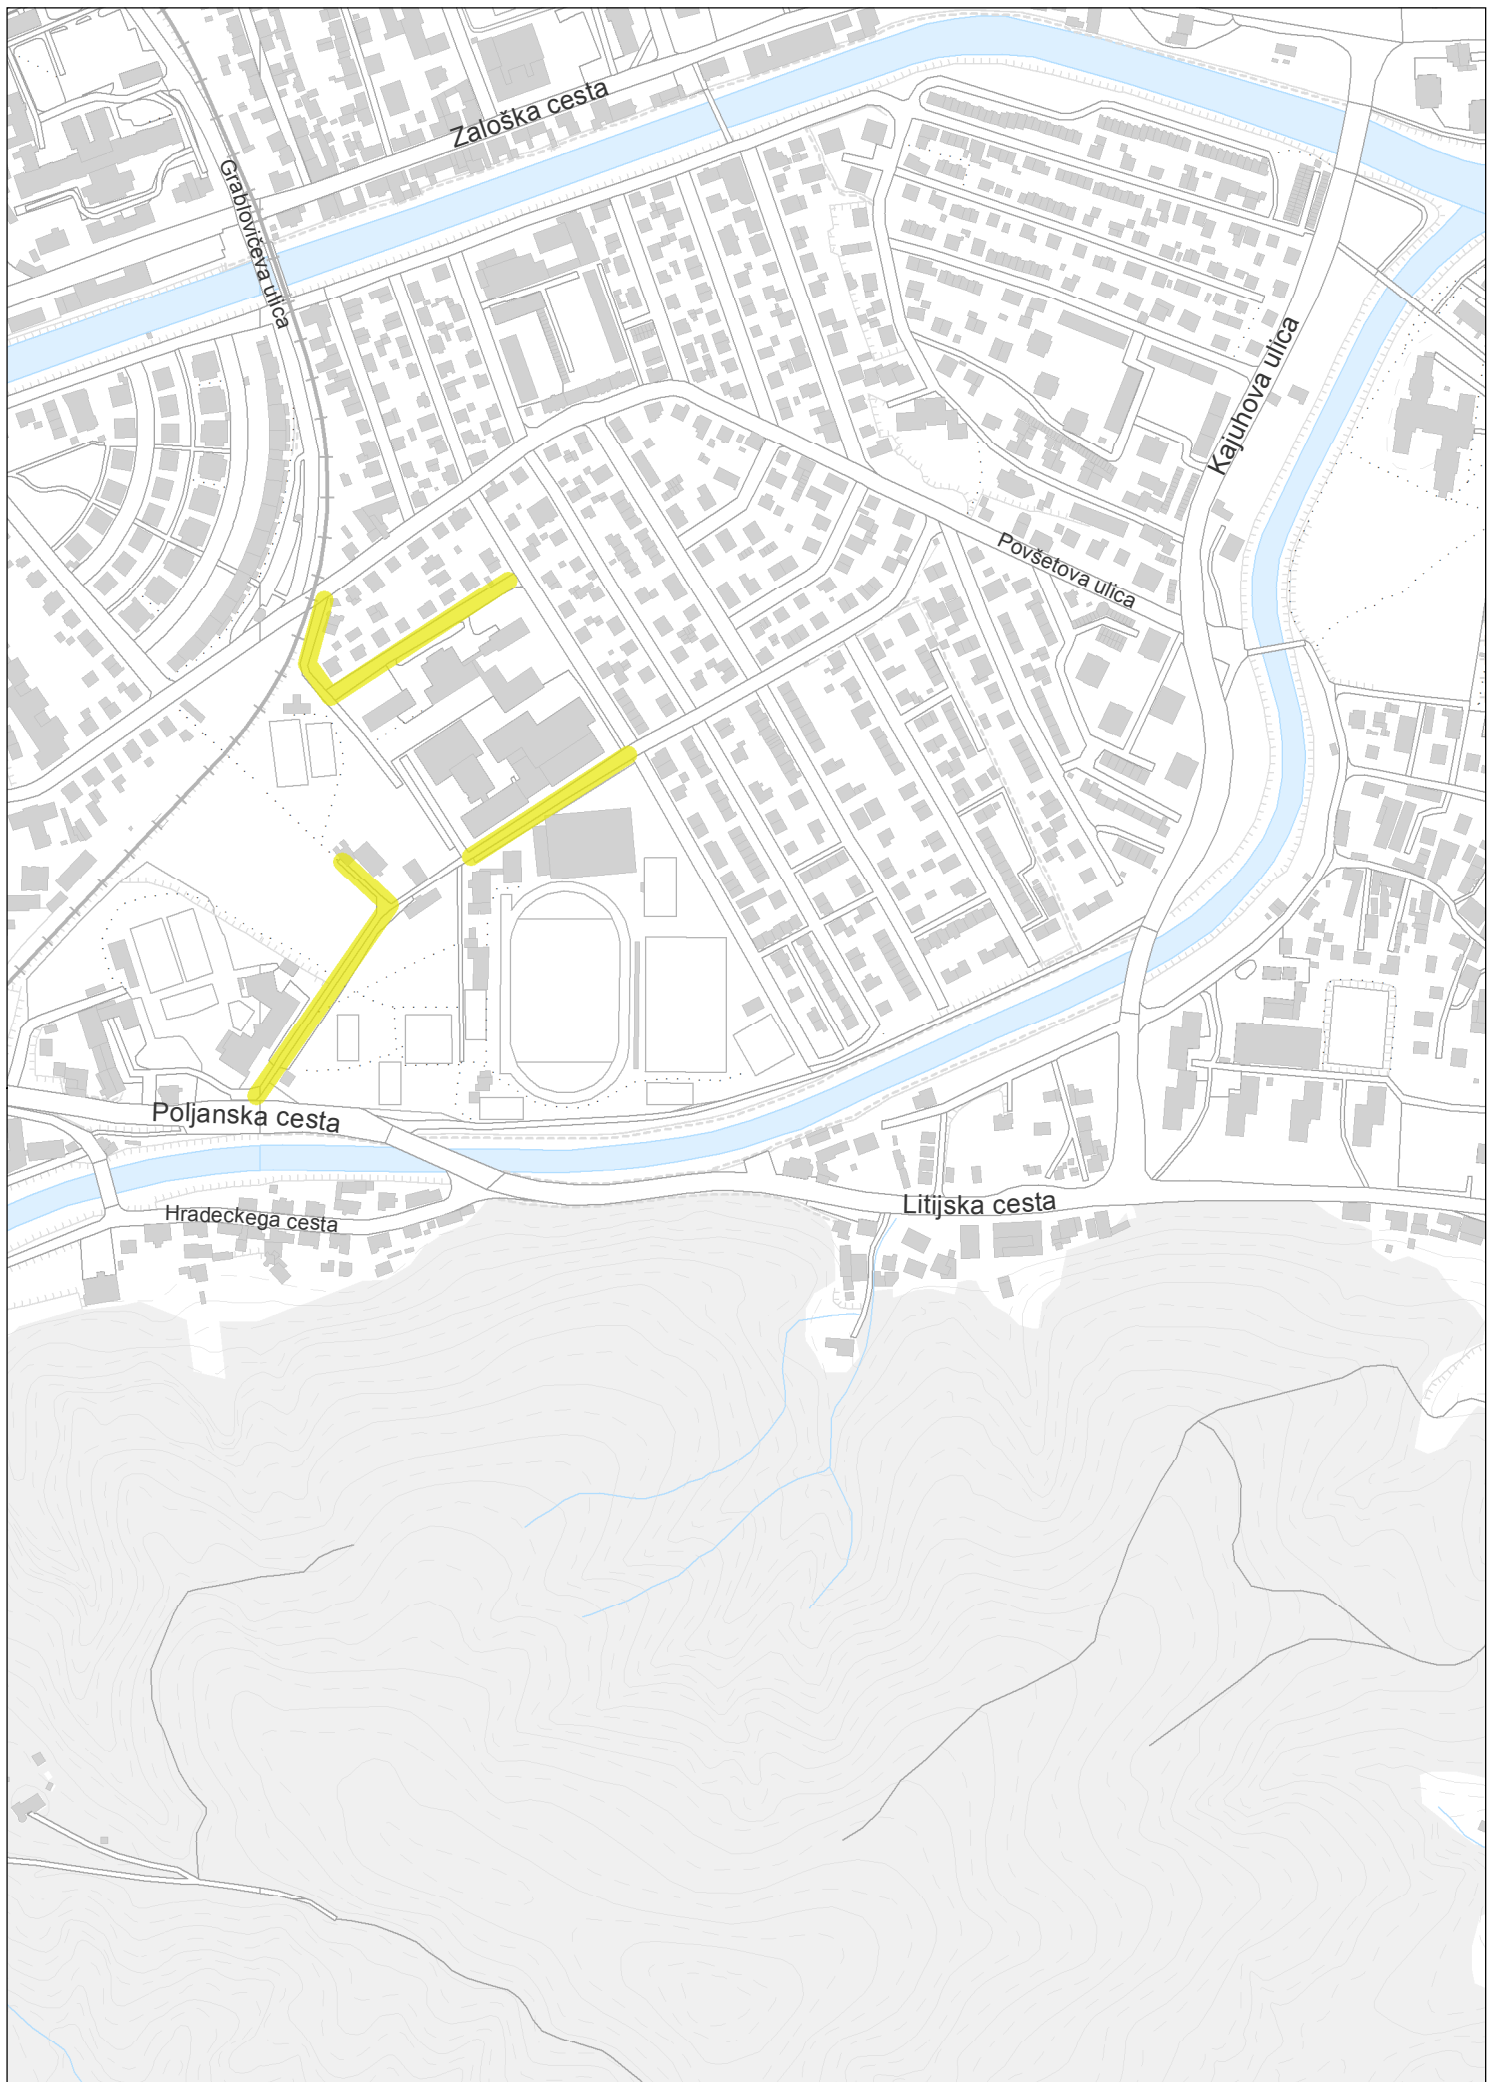 Zaloška cesta
Grablovičeva ulica
Kajuhova ulica
Povšetova ulica
Poljanska cesta
Litijska cesta
Hradeckega cesta